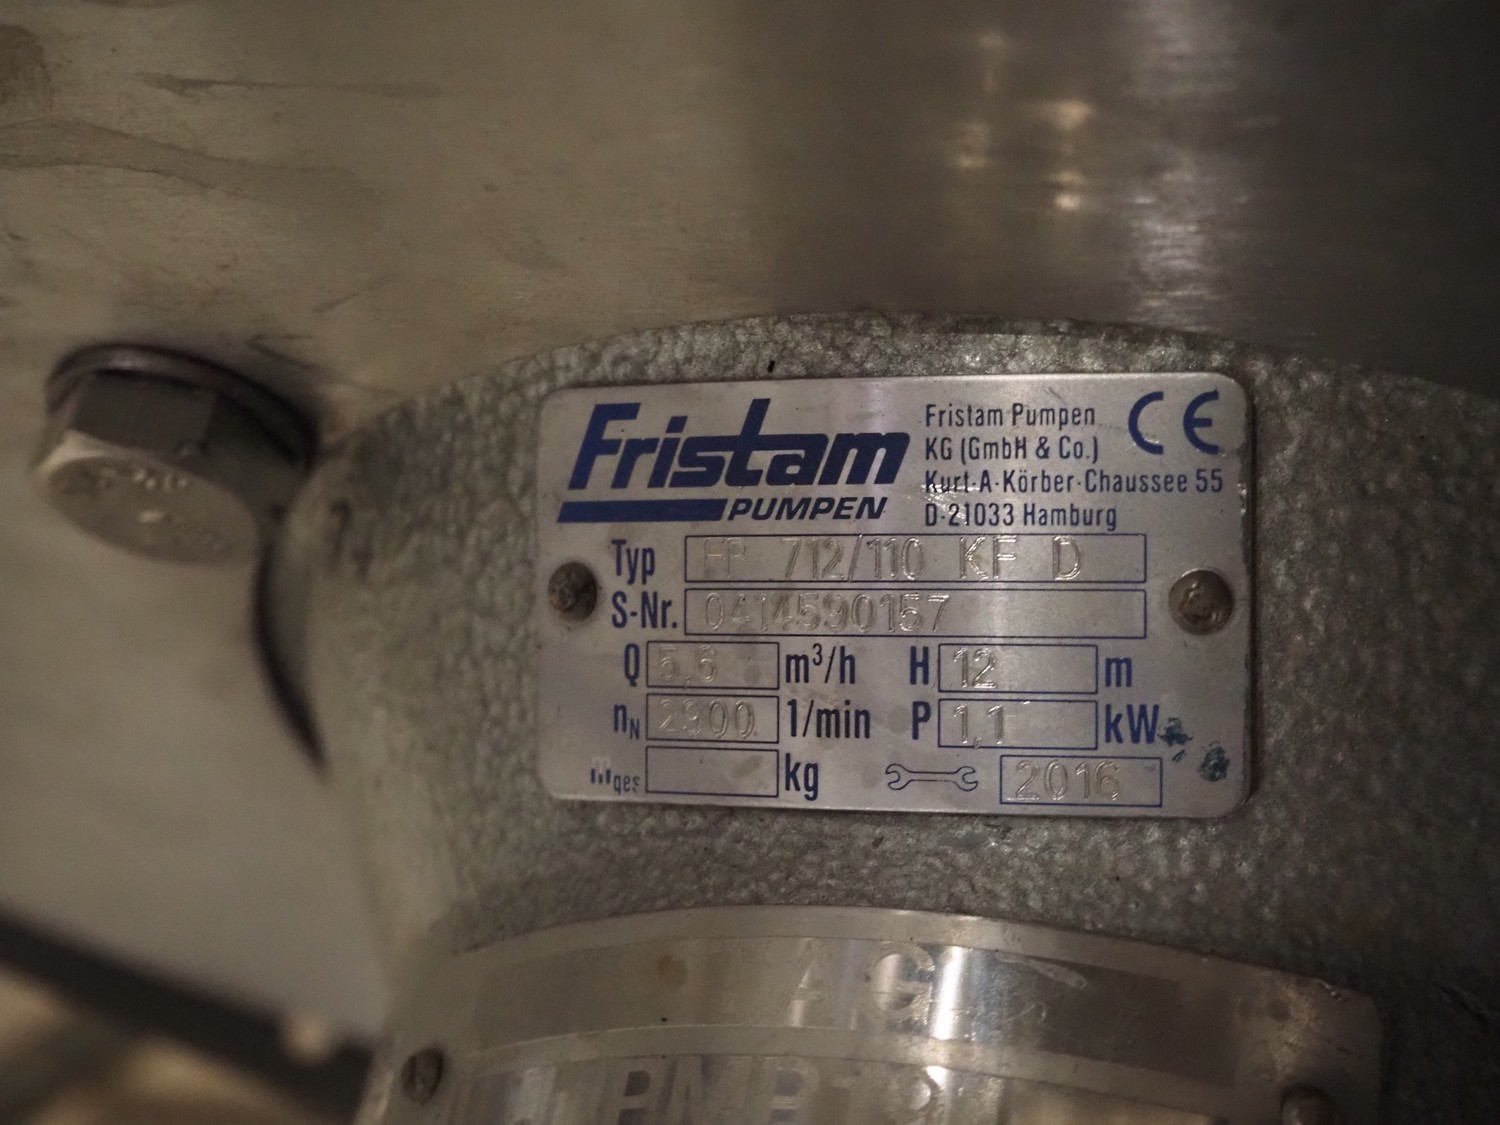 Fristam
PUMPEN
Fristam Pumpen
KG (GmbH & Co.)
Kurt-A-Körber-Chaussee 55
D-21033 Hamburg
CE
Typ FP 712/110 KF D
S-Nr. 0414590157
Q 5,6 m³/h H 12 m
nN 2900 1/min P 1,1 kW
mges kg 2016
AC